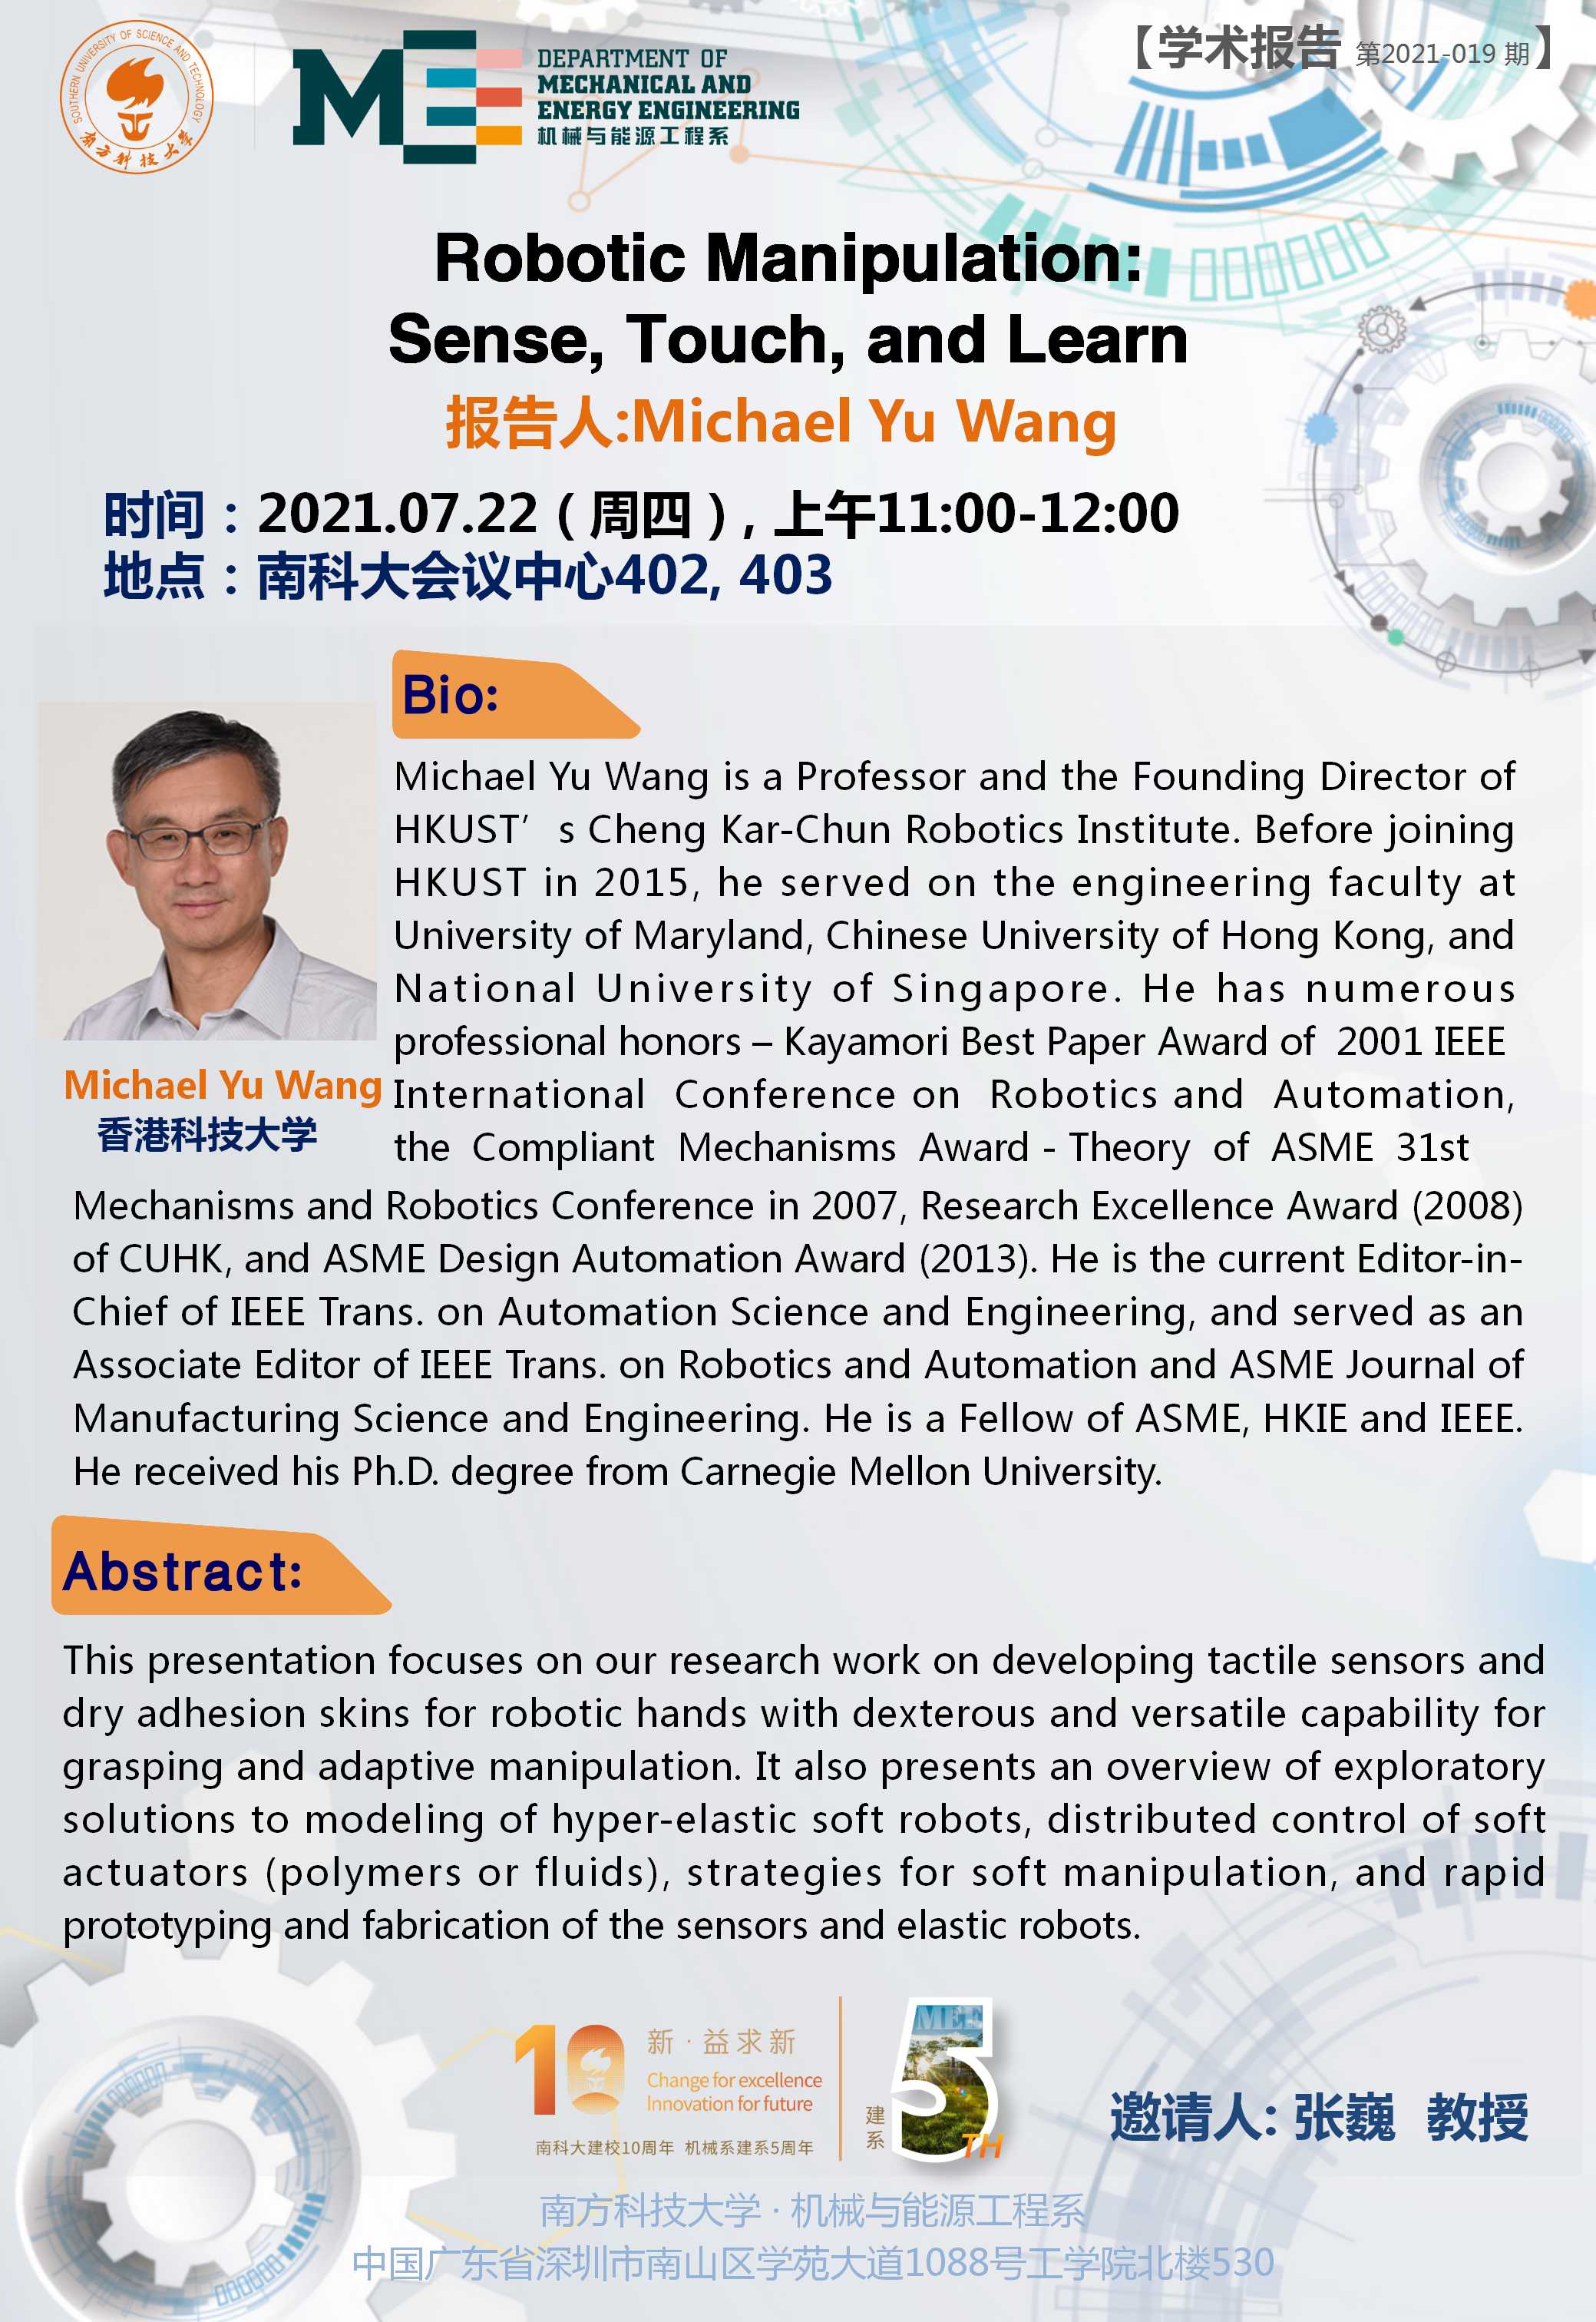 SOUTHERN UNIVERSITY OF SCIENCE AND TECHNOLOGY
南方科技大学
MEE
DEPARTMENT OF
MECHANICAL AND
ENERGY ENGINEERING
机械与能源工程系
【学术报告 第2021-019 期】
Robotic Manipulation:
Sense, Touch, and Learn
报告人:Michael Yu Wang
时间：2021.07.22（周四），上午11:00-12:00
地点：南科大会议中心402, 403
Bio:
Michael Yu Wang is a Professor and the Founding Director of
HKUST’ s Cheng Kar-Chun Robotics Institute. Before joining
HKUST in 2015, he served on the engineering faculty at
University of Maryland, Chinese University of Hong Kong, and
National University of Singapore. He has numerous
professional honors – Kayamori Best Paper Award of 2001 IEEE
International Conference on Robotics and Automation,
the Compliant Mechanisms Award - Theory of ASME 31st
Michael Yu Wang
香港科技大学
Mechanisms and Robotics Conference in 2007, Research Excellence Award (2008)
of CUHK, and ASME Design Automation Award (2013). He is the current Editor-in-
Chief of IEEE Trans. on Automation Science and Engineering, and served as an
Associate Editor of IEEE Trans. on Robotics and Automation and ASME Journal of
Manufacturing Science and Engineering. He is a Fellow of ASME, HKIE and IEEE.
He received his Ph.D. degree from Carnegie Mellon University.
Abstract:
This presentation focuses on our research work on developing tactile sensors and
dry adhesion skins for robotic hands with dexterous and versatile capability for
grasping and adaptive manipulation. It also presents an overview of exploratory
solutions to modeling of hyper-elastic soft robots, distributed control of soft
actuators (polymers or fluids), strategies for soft manipulation, and rapid
prototyping and fabrication of the sensors and elastic robots.
10
新·益求新
Change for excellence
Innovation for future
南科大建校10周年 机械系建系5周年
建系
MEE
5TH
邀请人: 张巍 教授
南方科技大学·机械与能源工程系
中国广东省深圳市南山区学苑大道1088号工学院北楼530